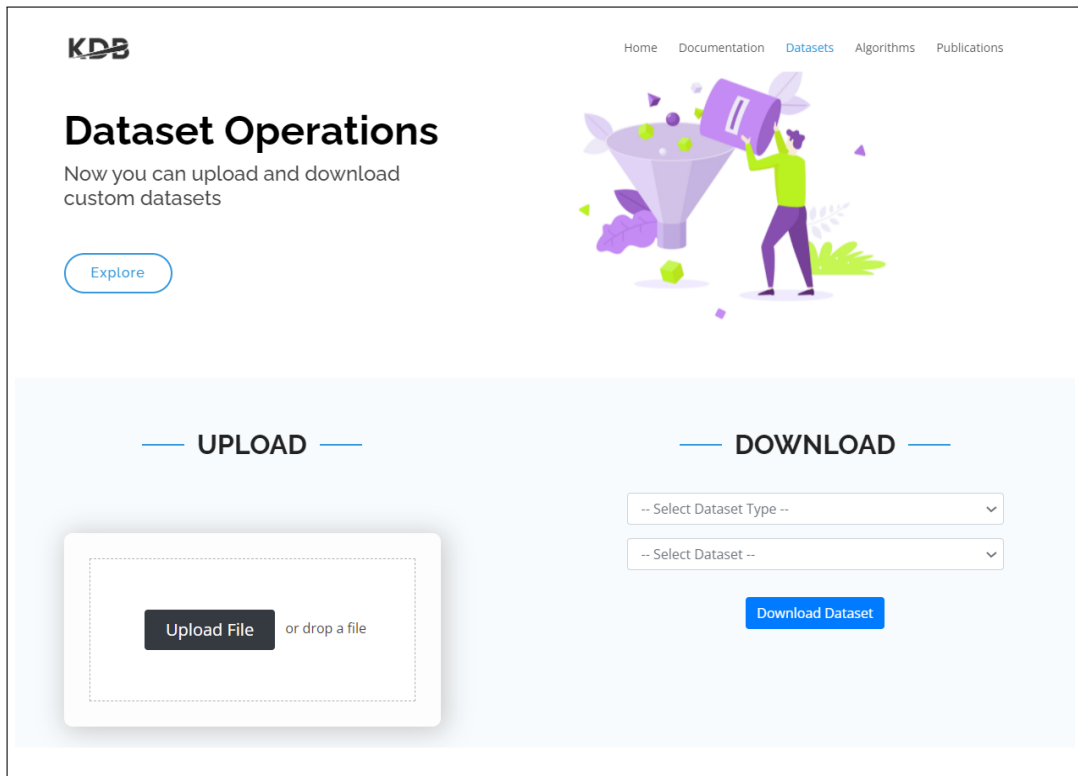 KDB
Home Documentation Datasets Algorithms Publications
Dataset Operations
Now you can upload and download
custom datasets
Explore
UPLOAD
Upload File or drop a file
DOWNLOAD
-- Select Dataset Type --
-- Select Dataset --
Download Dataset